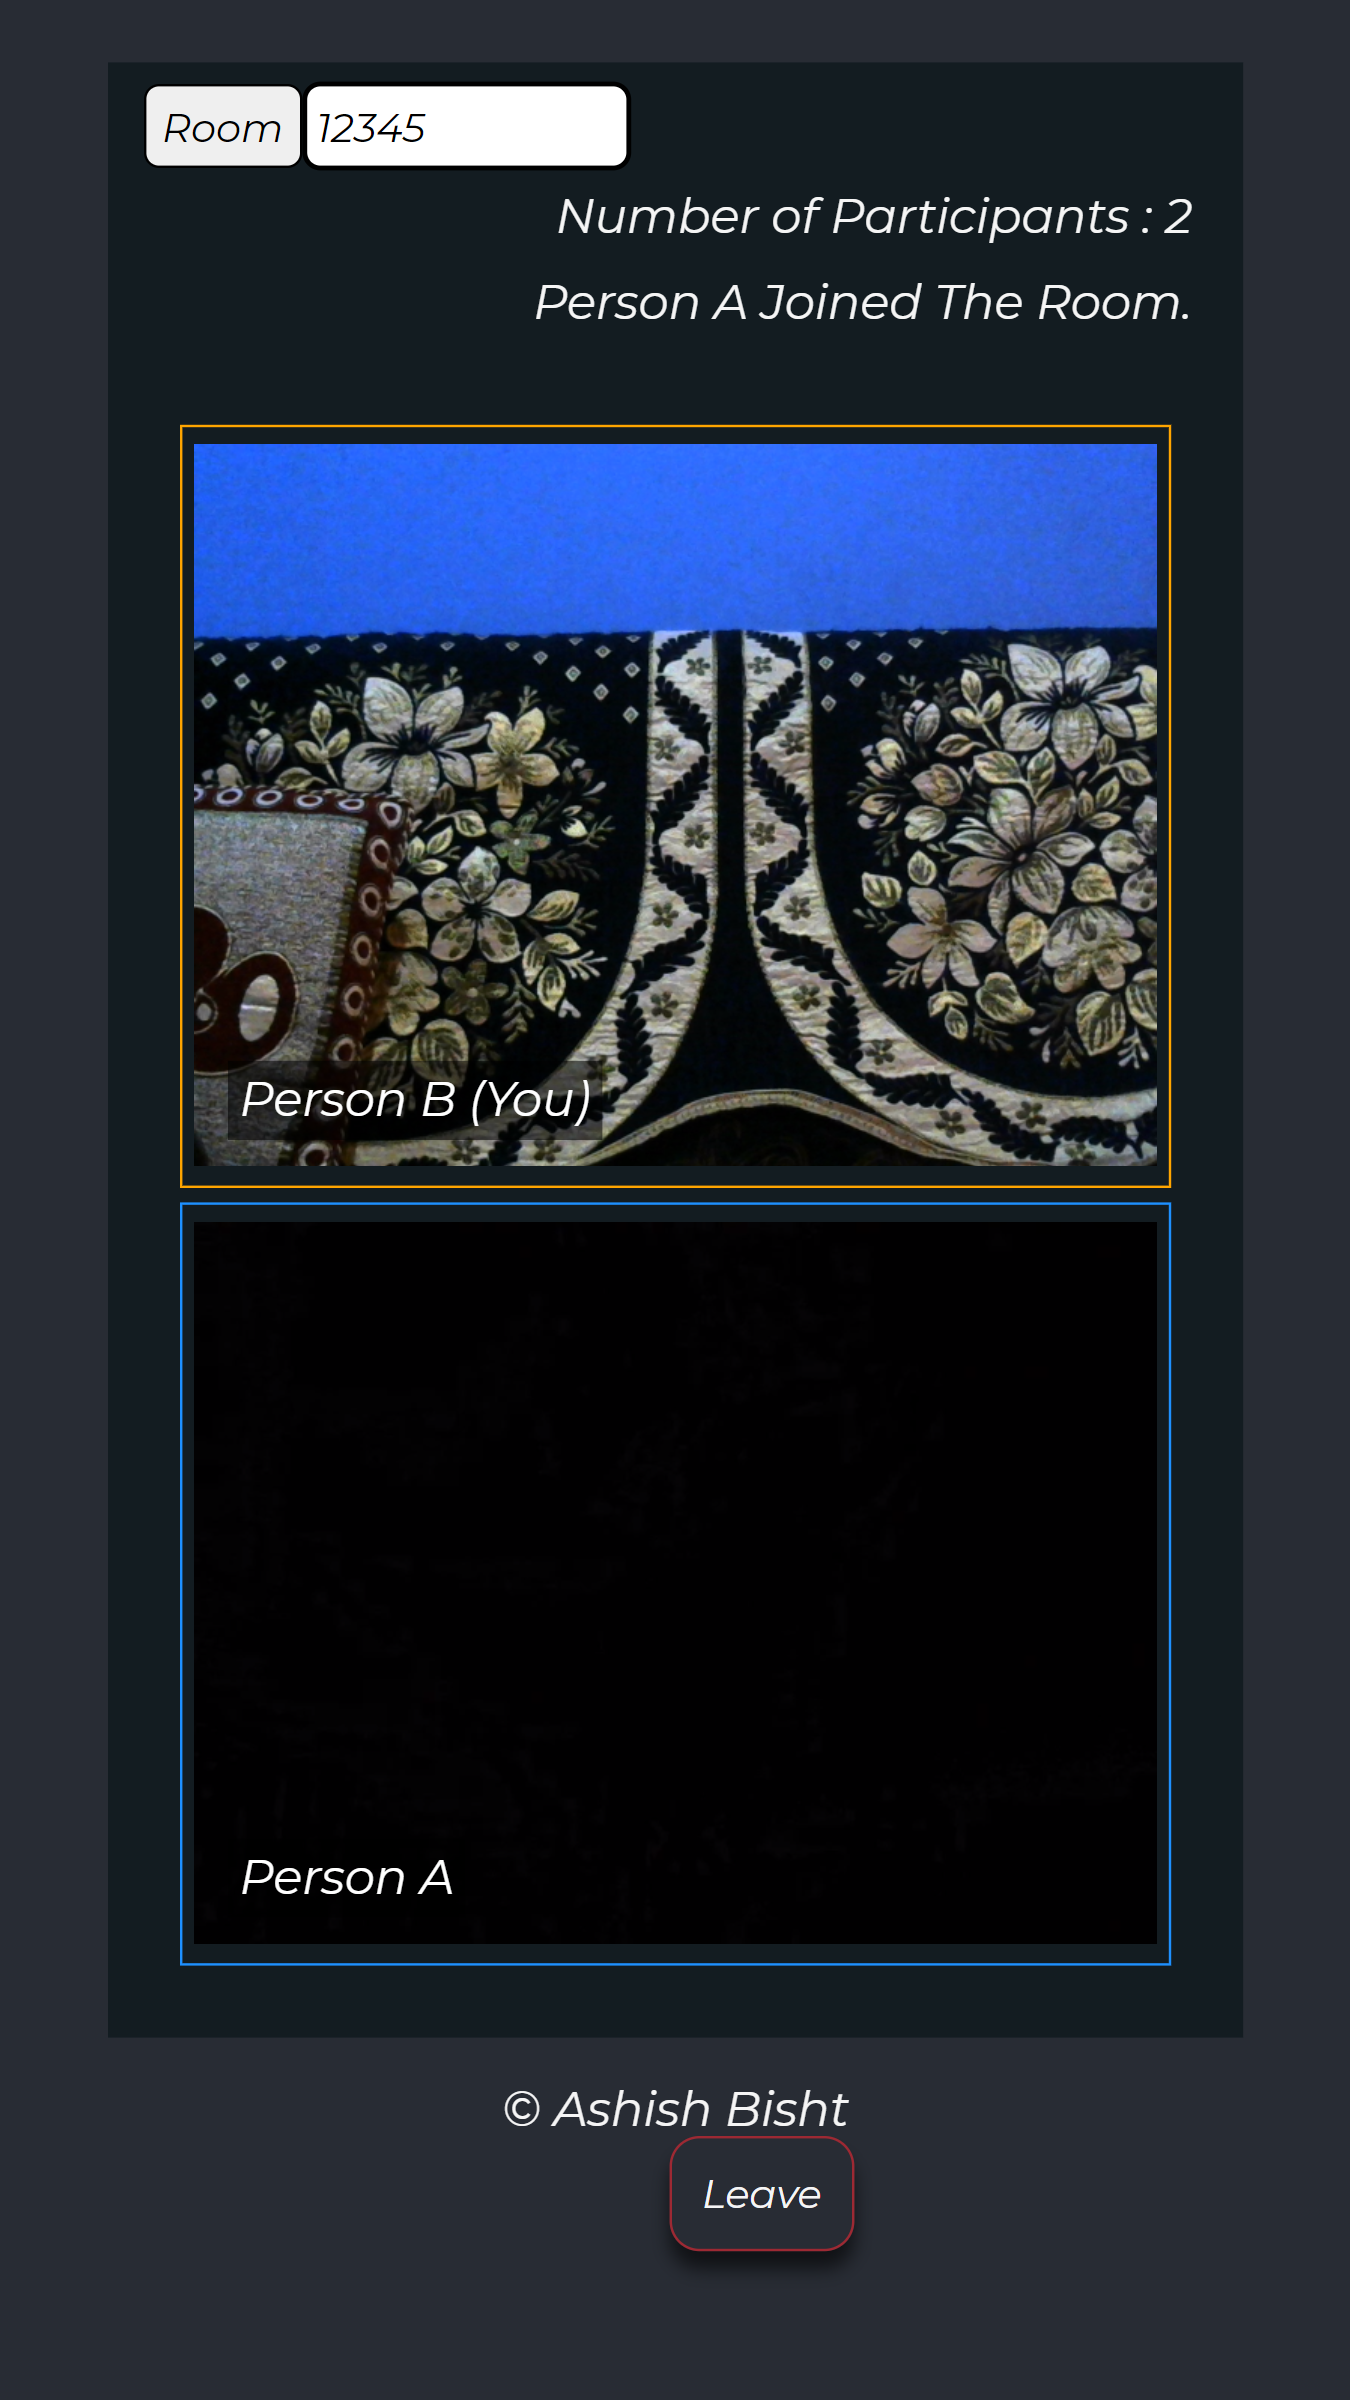 Room 12345
Number of Participants : 2
Person A Joined The Room.
Person B (You)
Person A
© Ashish Bisht
Leave